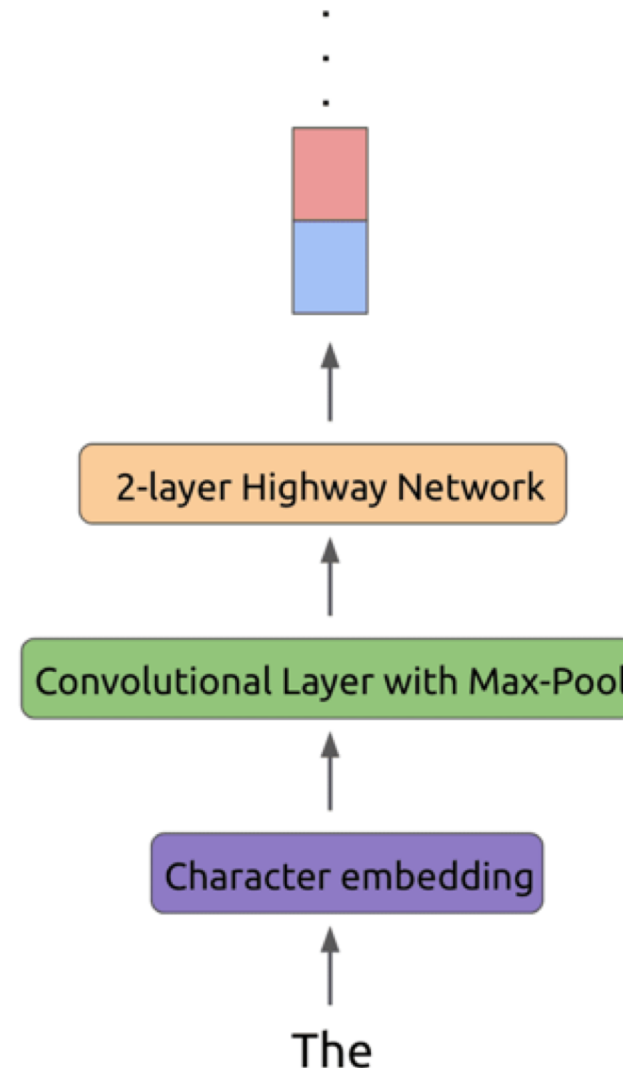 2-layer Highway Network
Convolutional Layer with Max-Pool
Character embedding
The